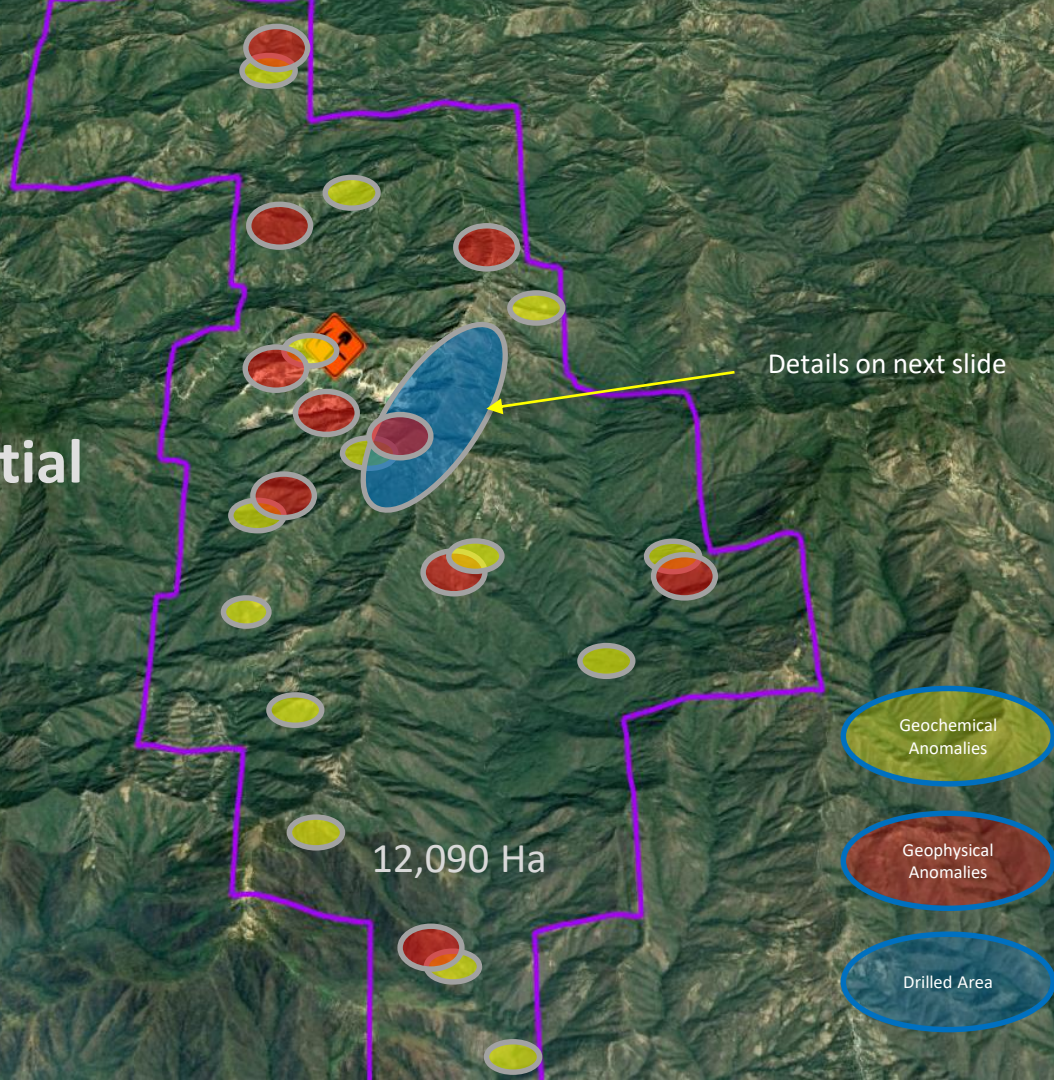 Details on next slide
tial
Geochemical
Anomalies
Geophysical
Anomalies
12,090 Ha
Drilled Area